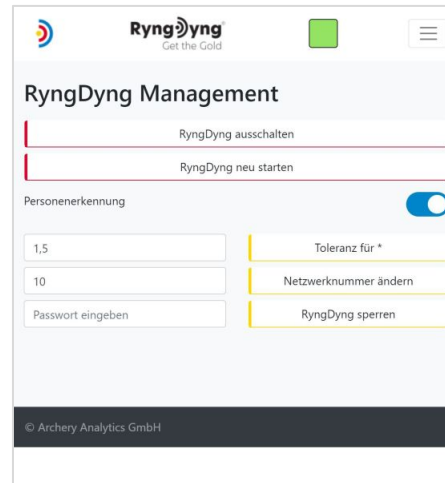 RyngDyng®
Get the Gold
RyngDyng Management
RyngDyng ausschalten
RyngDyng neu starten
Personenerkennung
1,5
Toleranz für *
10
Netzwerknummer ändern
Passwort eingeben
RyngDyng sperren
© Archery Analytics GmbH